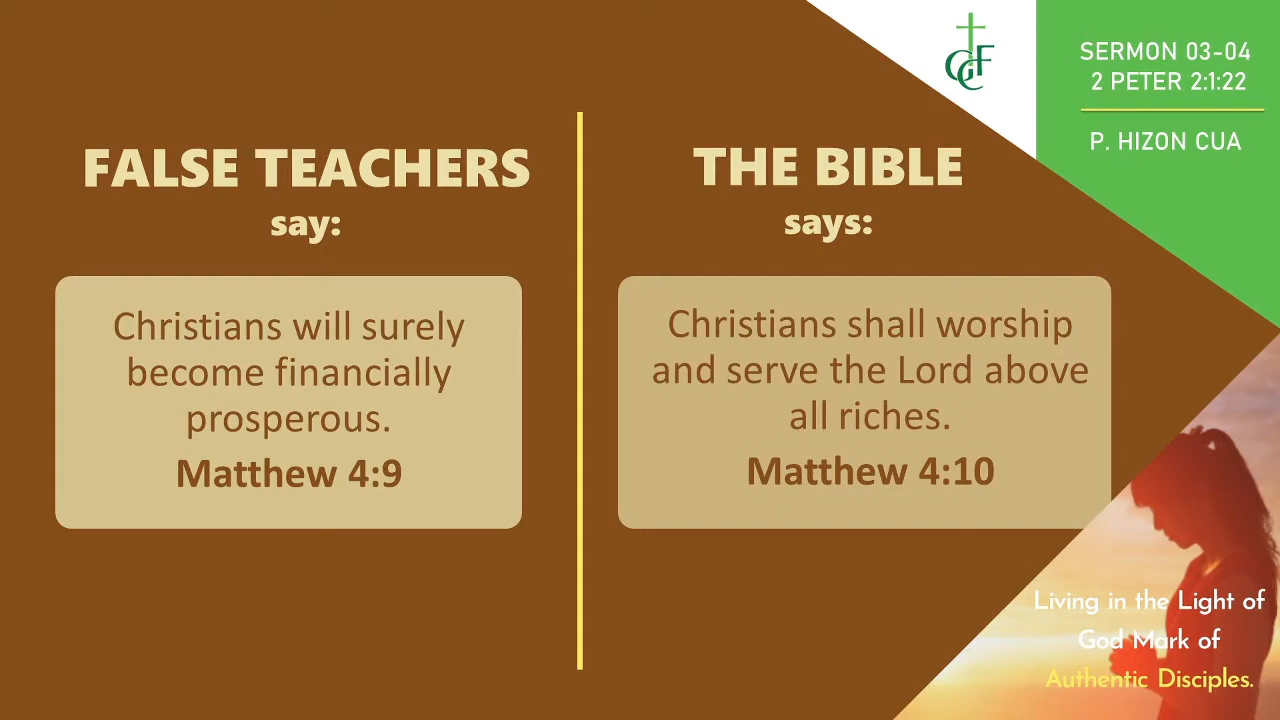 FALSE TEACHERS
say:
Christians will surely
become financially
prosperous.
Matthew 4:9
THE BIBLE
says:
Christians shall worship
and serve the Lord above
all riches.
Matthew 4:10
GCF
SERMON 03-04
2 PETER 2:1:22
P. HIZON CUA
Living in the Light of
God Mark of
Authentic Disciples.